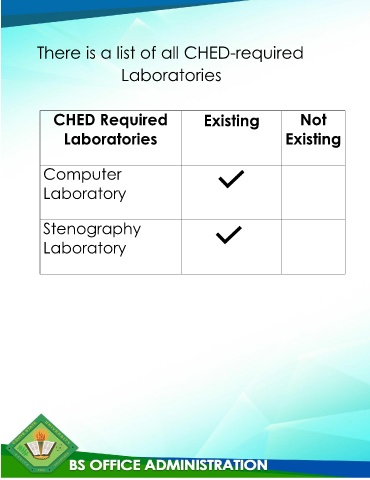 There is a list of all CHED-required
Laboratories
CHED Required
Laboratories
Existing
Not
Existing
Computer
Laboratory
Stenography
Laboratory
BS OFFICE ADMINISTRATION